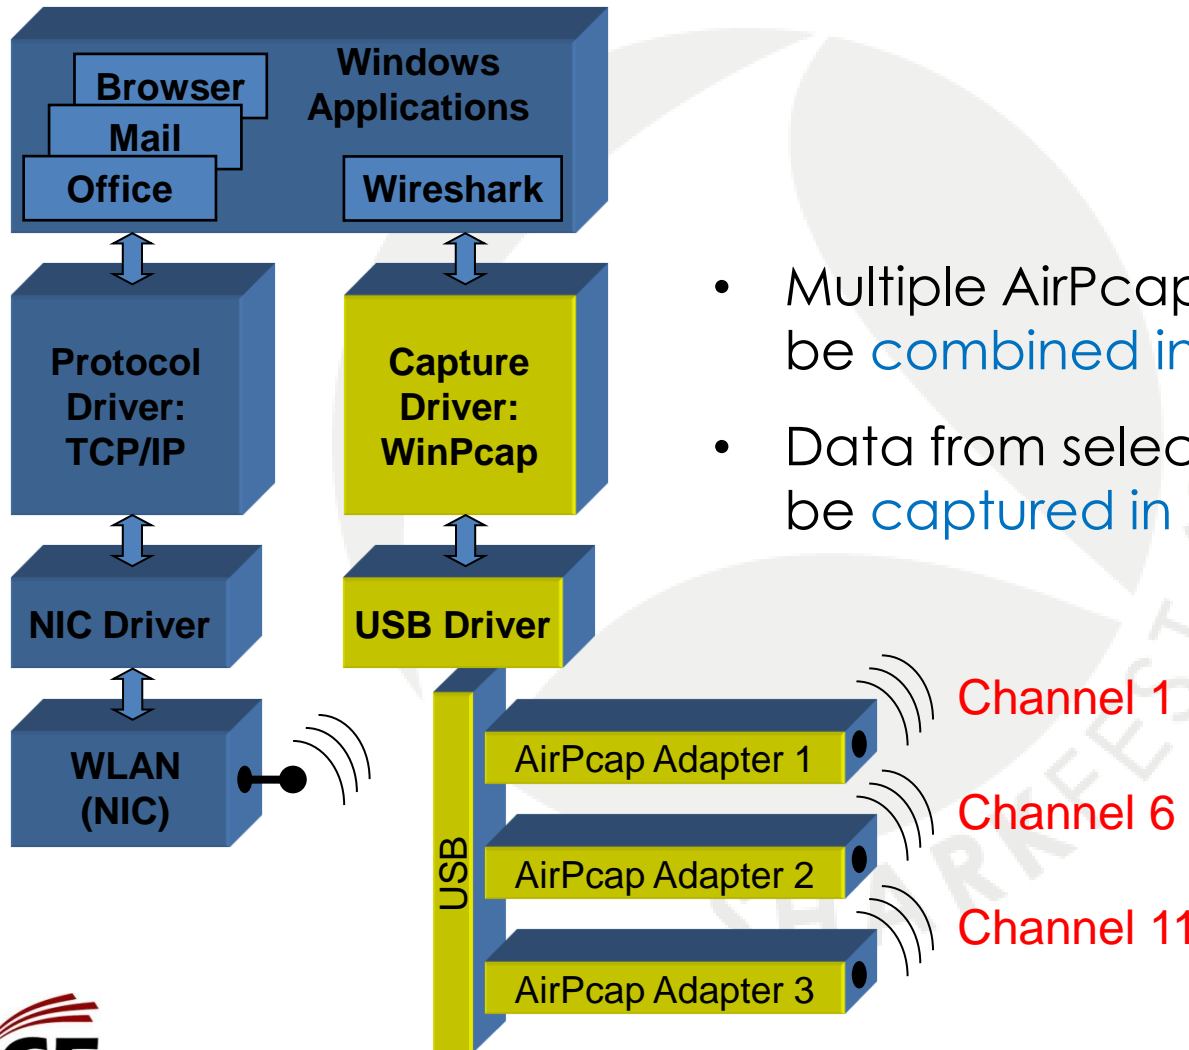 Windows
Applications
Browser
Mail
Office
Wireshark
Protocol
Driver:
TCP/IP
Capture
Driver:
WinPcap
NIC Driver
USB Driver
WLAN
(NIC)
USB
AirPcap Adapter 1
AirPcap Adapter 2
AirPcap Adapter 3
Channel 1
Channel 6
Channel 11
• Multiple AirPcap
be combined in
• Data from selec
be captured in